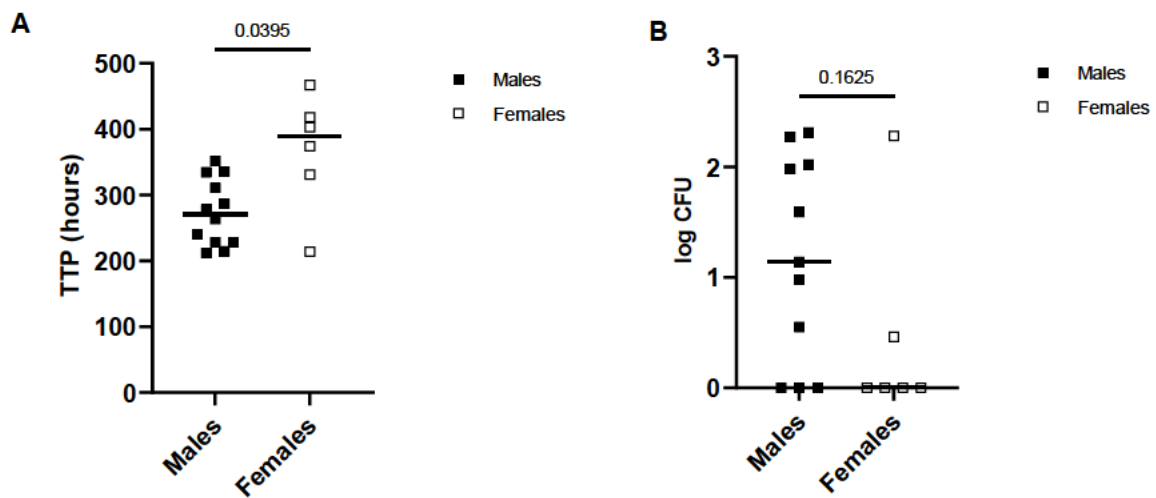 A
0.0395
TTP (hours)
500
400
300
200
100
0
Males
Females
Males
Females
B
0.1625
log CFU
3
2
1
0
Males
Females
Males
Females